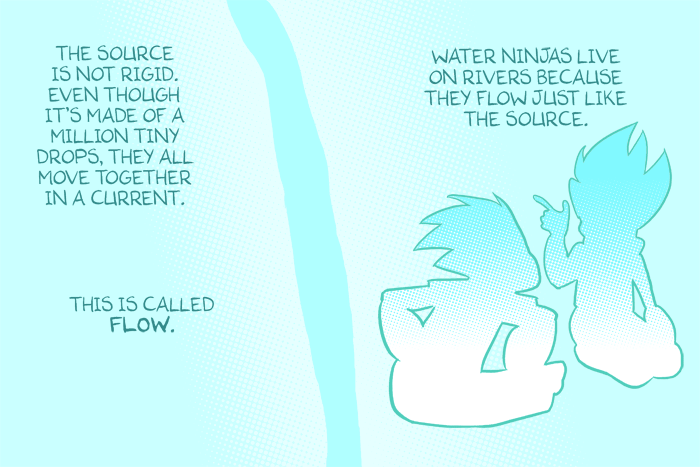 THE SOURCE
IS NOT RIGID.
EVEN THOUGH
IT'S MADE OF A
MILLION TINY
DROPS, THEY ALL
MOVE TOGETHER
IN A CURRENT.
THIS IS CALLED
FLOW.
WATER NINJAS LIVE
ON RIVERS BECAUSE
THEY FLOW JUST LIKE
THE SOURCE.